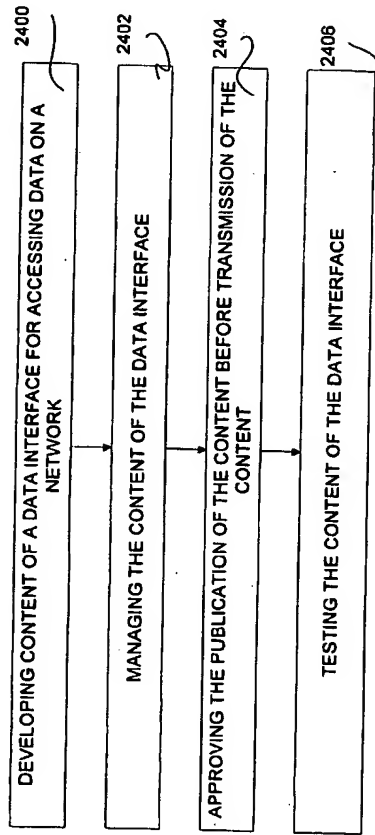 2400
DEVELOPING CONTENT OF A DATA INTERFACE FOR ACCESSING DATA ON A
NETWORK
2402
MANAGING THE CONTENT OF THE DATA INTERFACE
2404
APPROVING THE PUBLICATION OF THE CONTENT BEFORE TRANSMISSION OF THE
CONTENT
2406
TESTING THE CONTENT OF THE DATA INTERFACE